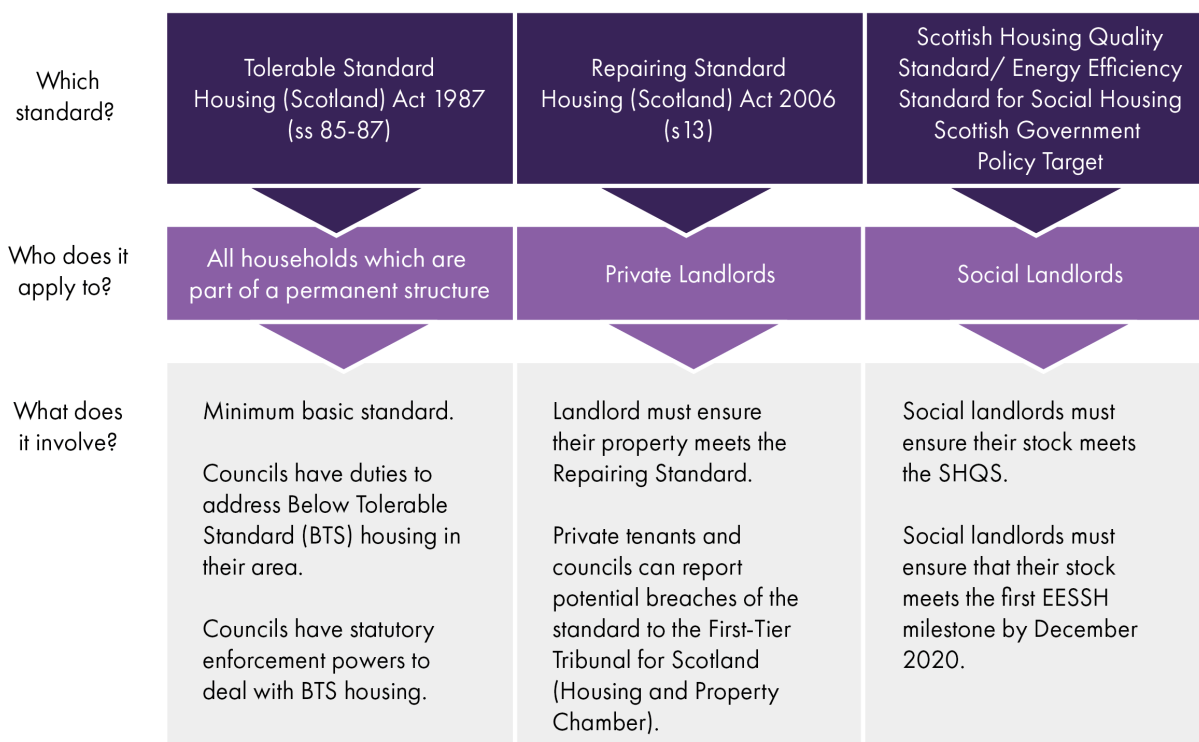 Which
standard?
Tolerable Standard
Housing (Scotland) Act 1987
(ss 85-87)
Repairing Standard
Housing (Scotland) Act 2006
(s13)
Scottish Housing Quality
Standard/ Energy Efficiency
Standard for Social Housing
Scottish Government
Policy Target
Who does it
apply to?
All households which are
part of a permanent structure
Private Landlords
Social Landlords
What does
it involve?
Minimum basic standard.
Councils have duties to
address Below Tolerable
Standard (BTS) housing in
their area.
Councils have statutory
enforcement powers to
deal with BTS housing.
Landlord must ensure
their property meets the
Repairing Standard.
Private tenants and
councils can report
potential breaches of the
standard to the First-Tier
Tribunal for Scotland
(Housing and Property
Chamber).
Social landlords must
ensure their stock meets
the SHQS.
Social landlords must
ensure that their stock
meets the first EESSH
milestone by December
2020.